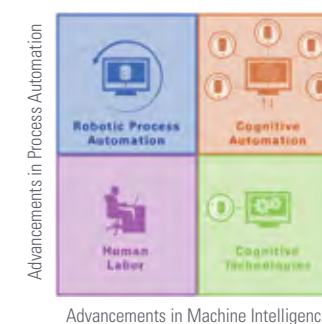 Advancements in Process Automation
Robotic Process
Automation
Cognitive
Automation
Human
Labor
Cognitive
Technologies
Advancements in Machine Intelligenc